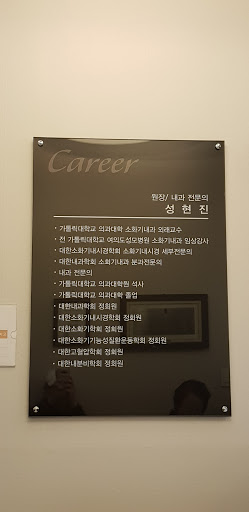 Career
원장/ 내과 전문의
성 현 진
· 가톨릭대학교 의과대학 소화기내과 외래교수
· 전 가톨릭대학교 여의도성모병원 소화기내과 임상강사
· 대한소화기내시경학회 소화기내시경 세부전문의
· 대한내과학회 소화기내과 분과전문의
· 내과 전문의
· 가톨릭대학교 의과대학원 석사
· 가톨릭대학교 의과대학 졸업
· 대한내과학회 정회원
· 대한소화기내시경학회 정회원
· 대한소화기학회 정회원
· 대한소화기기능성질환운동학회 정회원
· 대한고혈압학회 정회원
· 대한내분비학회 정회원